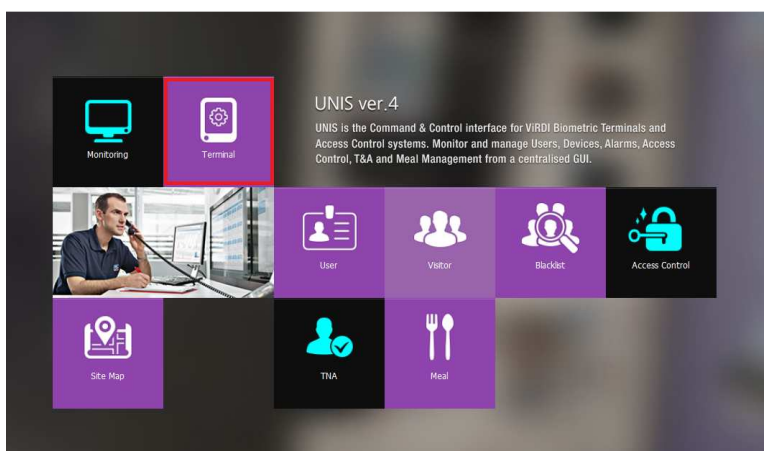 UNIS ver.4
UNIS is the Command & Control interface for ViRDI Biometric Terminals and
Access Control systems. Monitor and manage Users, Devices, Alarms, Access
Control, T&A and Meal Management from a centralised GUI.
Monitoring
Terminal
User
Visitor
Blacklist
Access Control
Site Map
TNA
Meal